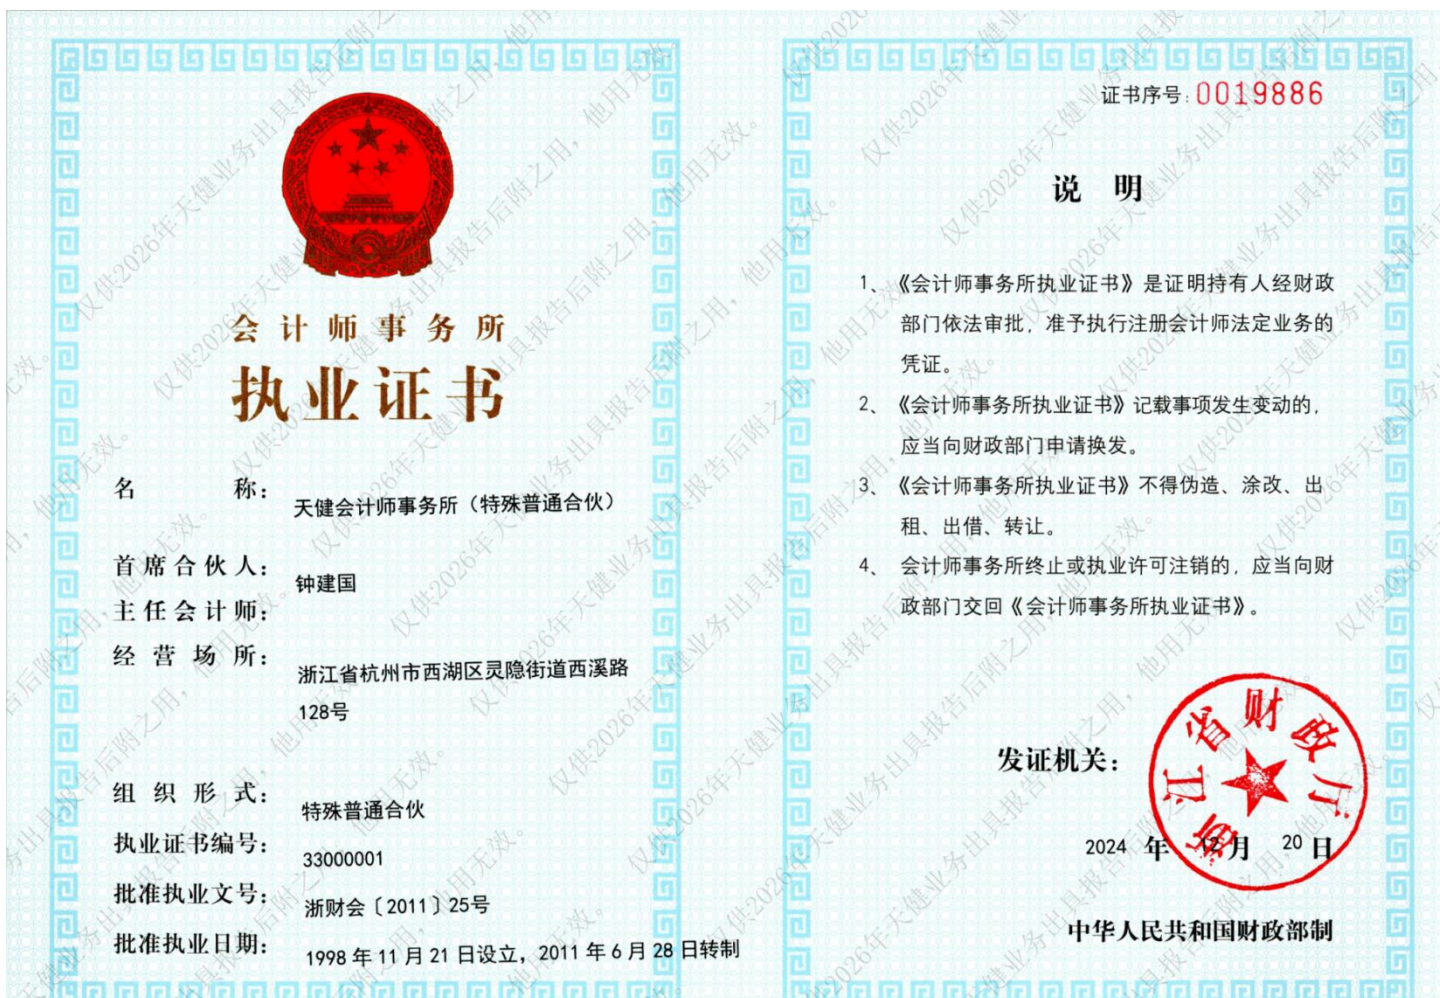 会计师事务所
执业证书
名 称：
天健会计师事务所（特殊普通合伙）
首席合伙人：
钟建国
主任会计师：
经营场所：
浙江省杭州市西湖区灵隐街道西溪路
128号
组织形式：
特殊普通合伙
执业证书编号：
33000001
批准执业文号：
浙财会〔2011〕25号
批准执业日期：
1998年11月21日设立，2011年6月28日转制
证书序号：0019886
说 明
1、《会计师事务所执业证书》是证明持有人经财政
部门依法审批，准予执行注册会计师法定业务的
凭证。
2、《会计师事务所执业证书》记载事项发生变动的，
应当向财政部门申请换发。
3、《会计师事务所执业证书》不得伪造、涂改、出
租、出借、转让。
4、会计师事务所终止或执业许可注销的，应当向财
政部门交回《会计师事务所执业证书》。
发证机关：
浙江省财政厅
2024年12月20日
中华人民共和国财政部制
仅供2026年天健业务出具报告后附之用，他用无效。